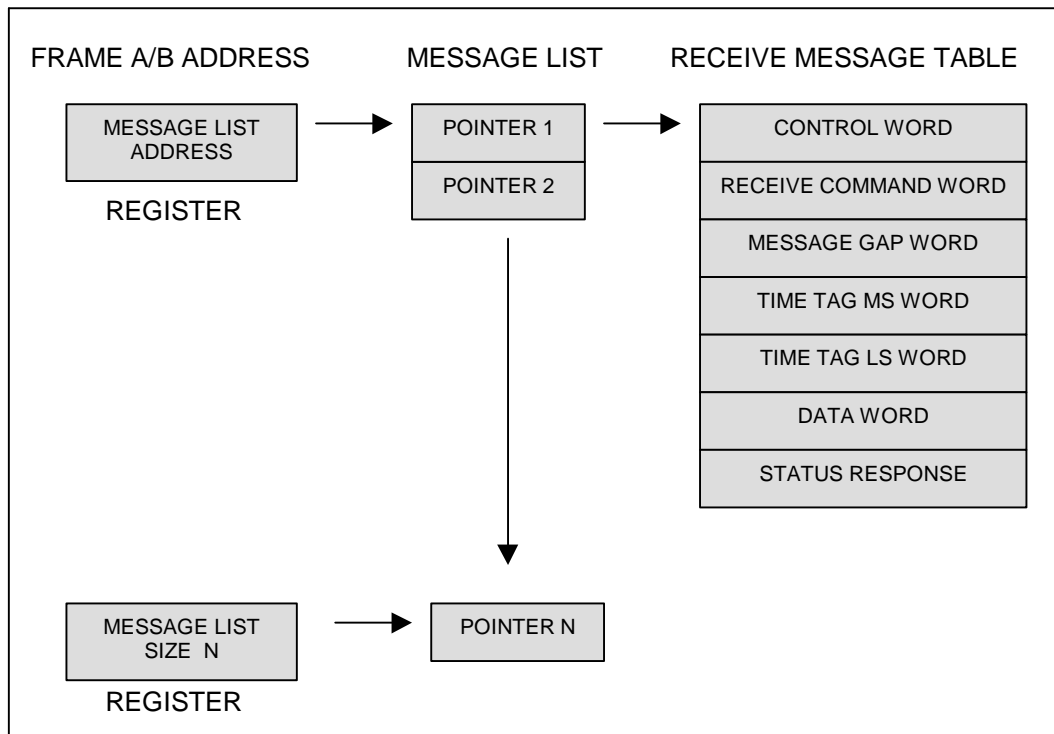 FRAME A/B ADDRESS
MESSAGE LIST
RECEIVE MESSAGE TABLE
MESSAGE LIST
ADDRESS
REGISTER
POINTER 1
POINTER 2
CONTROL WORD
RECEIVE COMMAND WORD
MESSAGE GAP WORD
TIME TAG MS WORD
TIME TAG LS WORD
DATA WORD
STATUS RESPONSE
MESSAGE LIST
SIZE N
REGISTER
POINTER N